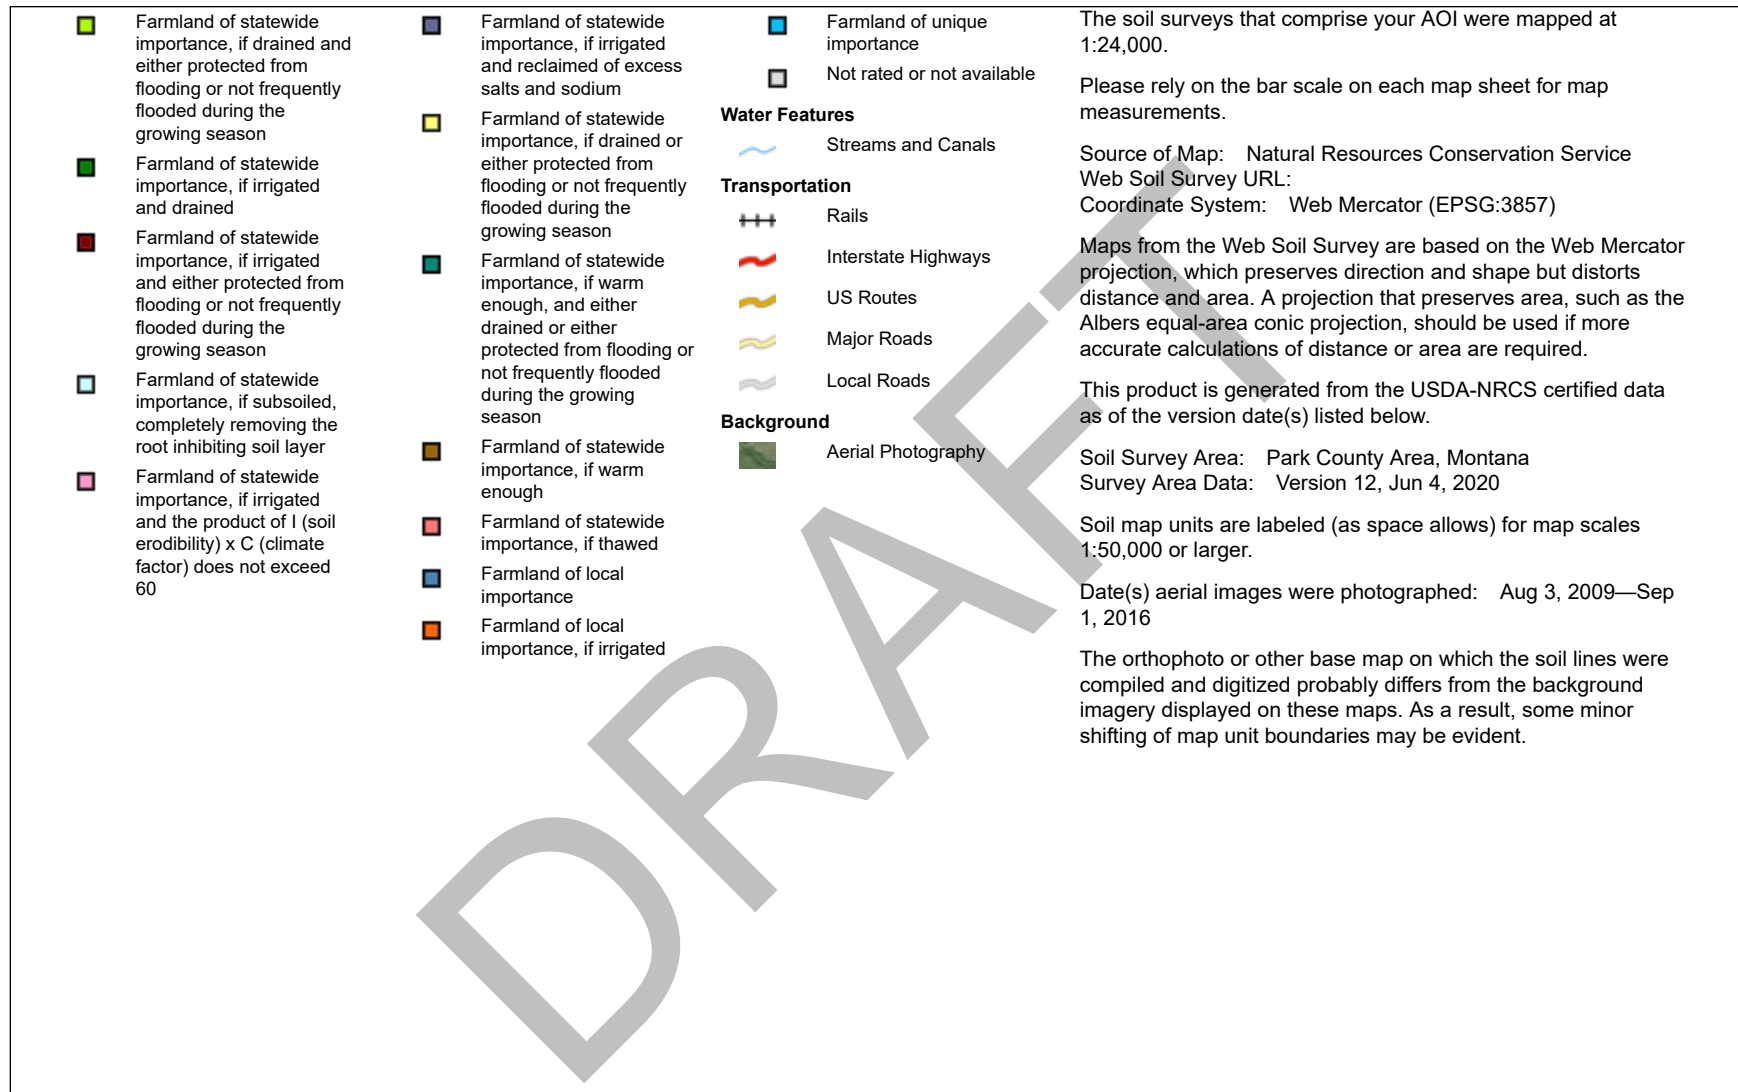 Farmland of statewide
importance, if drained and
either protected from
flooding or not frequently
flooded during the
growing season
Farmland of statewide
importance, if irrigated
and drained
Farmland of statewide
importance, if irrigated
and either protected from
flooding or not frequently
flooded during the
growing season
Farmland of statewide
importance, if subsoiled,
completely removing the
root inhibiting soil layer
Farmland of statewide
importance, if irrigated
and the product of I (soil
erodibility) x C (climate
factor) does not exceed
60
Farmland of statewide
importance, if irrigated
and reclaimed of excess
salts and sodium
Farmland of statewide
importance, if drained or
either protected from
flooding or not frequently
flooded during the
growing season
Farmland of statewide
importance, if warm
enough, and either
drained or either
protected from flooding or
not frequently flooded
during the growing
season
Farmland of statewide
importance, if warm
enough
Farmland of statewide
importance, if thawed
Farmland of local
importance
Farmland of local
importance, if irrigated
Farmland of unique
importance
Not rated or not available
Water Features
Streams and Canals
Transportation
Rails
Interstate Highways
US Routes
Major Roads
Local Roads
Background
Aerial Photography
The soil surveys that comprise your AOI were mapped at
1:24,000.
Please rely on the bar scale on each map sheet for map
measurements.
Source of Map: Natural Resources Conservation Service
Web Soil Survey URL:
Coordinate System: Web Mercator (EPSG:3857)
Maps from the Web Soil Survey are based on the Web Mercator
projection, which preserves direction and shape but distorts
distance and area. A projection that preserves area, such as the
Albers equal-area conic projection, should be used if more
accurate calculations of distance or area are required.
This product is generated from the USDA-NRCS certified data
as of the version date(s) listed below.
Soil Survey Area: Park County Area, Montana
Survey Area Data: Version 12, Jun 4, 2020
Soil map units are labeled (as space allows) for map scales
1:50,000 or larger.
Date(s) aerial images were photographed: Aug 3, 2009—Sep
1, 2016
The orthophoto or other base map on which the soil lines were
compiled and digitized probably differs from the background
imagery displayed on these maps. As a result, some minor
shifting of map unit boundaries may be evident.
DRAFT